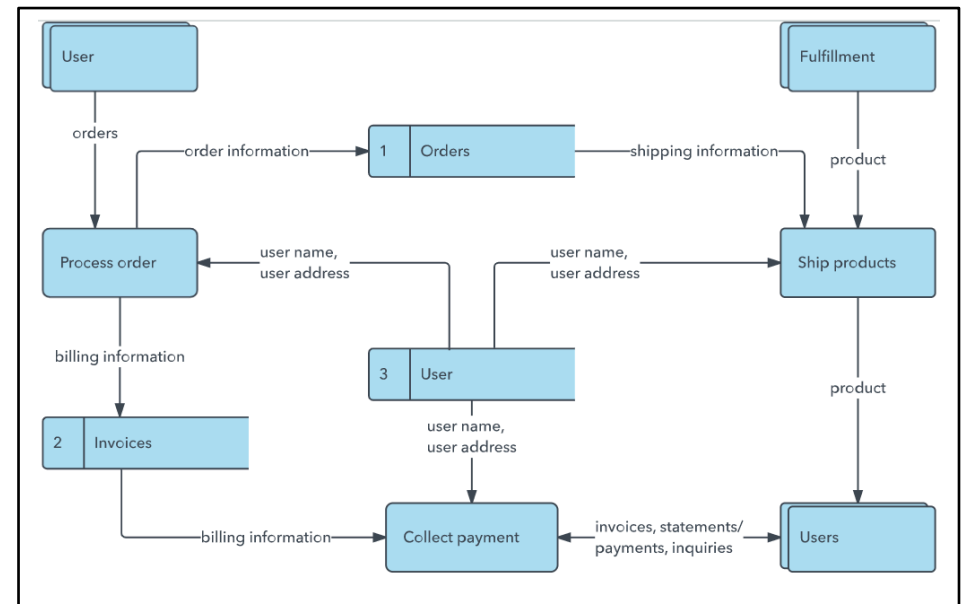 User
Fulfillment
orders
order information
1
Orders
shipping information
product
Process order
user name,
user address
user name,
user address
Ship products
billing information
3
User
product
user name,
user address
2
Invoices
billing information
Collect payment
invoices, statements/
payments, inquiries
Users